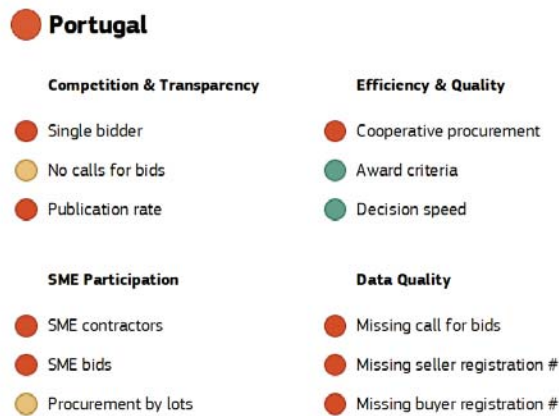 Portugal
Competition & Transparency
Single bidder
No calls for bids
Publication rate
Efficiency & Quality
Cooperative procurement
Award criteria
Decision speed
SME Participation
SME contractors
SME bids
Procurement by lots
Data Quality
Missing call for bids
Missing seller registration #
Missing buyer registration #